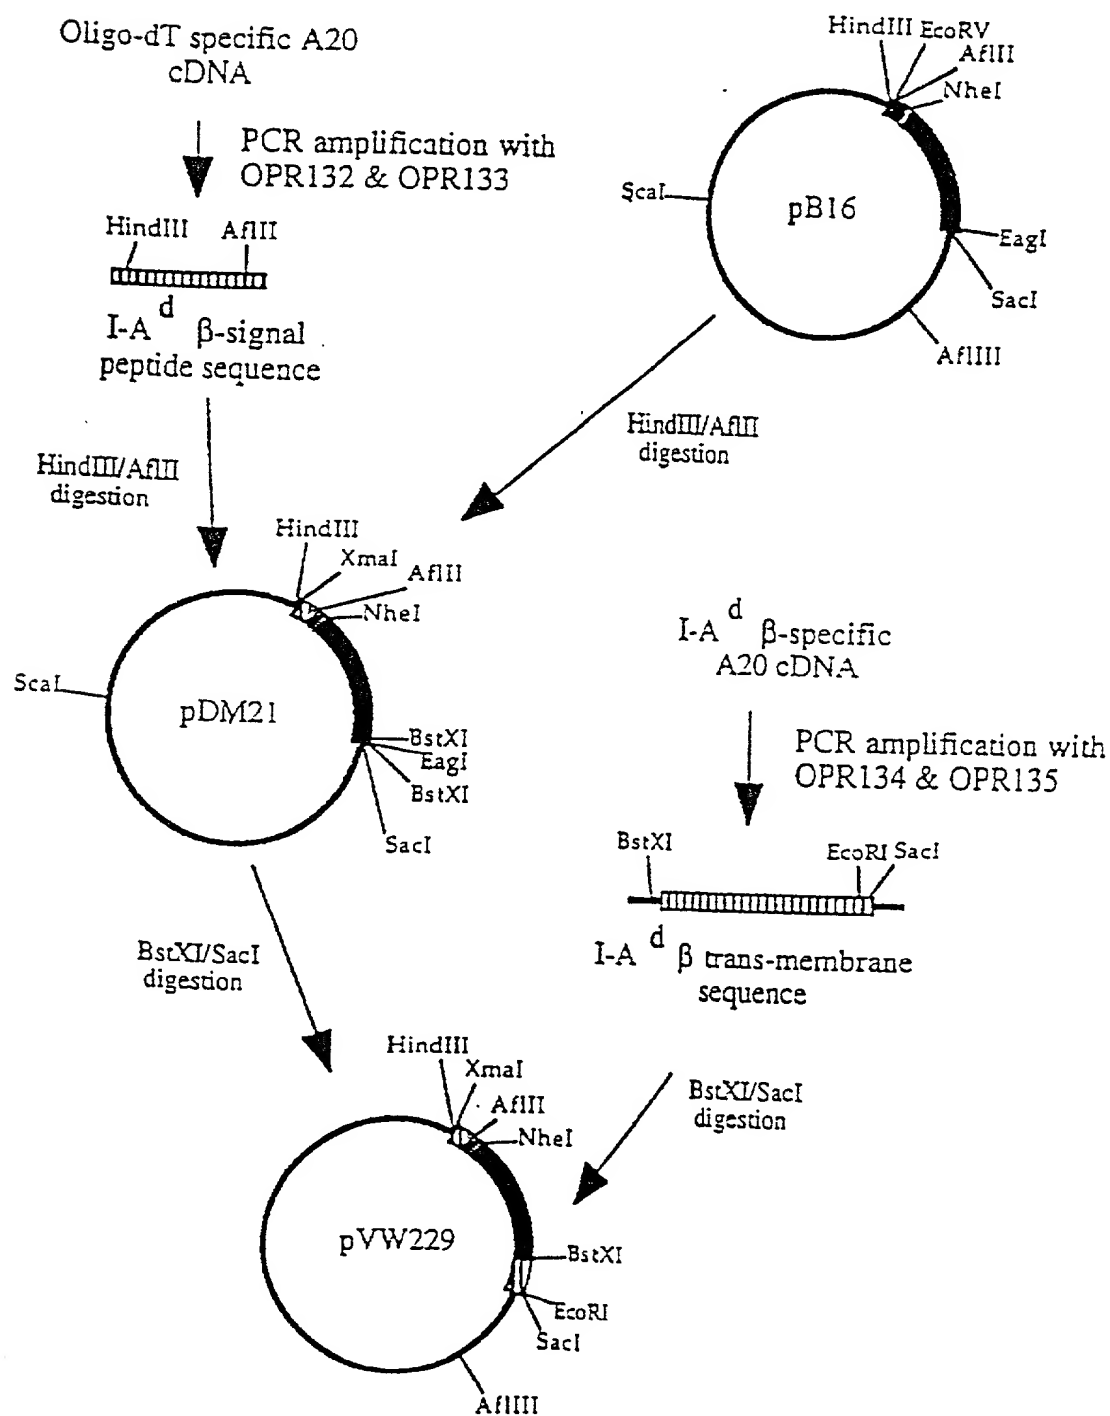 Oligo-dT specific A20
cDNA
PCR amplification with
OPR132 & OPR133
HindIII AflII
I-A d β-signal
peptide sequence
HindIII/AflII
digestion
HindIII EcoRV
AflII
NheI
ScaI
pB16
EagI
SacI
AflIII
HindIII/AflII
digestion
HindIII
XmaI
AflII
NheI
ScaI
pDM21
BstXI
EagI
BstXI
SacI
I-A d β-specific
A20 cDNA
PCR amplification with
OPR134 & OPR135
BstXI
EcoRI SacI
I-A d β trans-membrane
sequence
BstXI/SacI
digestion
BstXI/SacI
digestion
HindIII
XmaI
AflII
NheI
pVW229
BstXI
EcoRI
SacI
AflIII